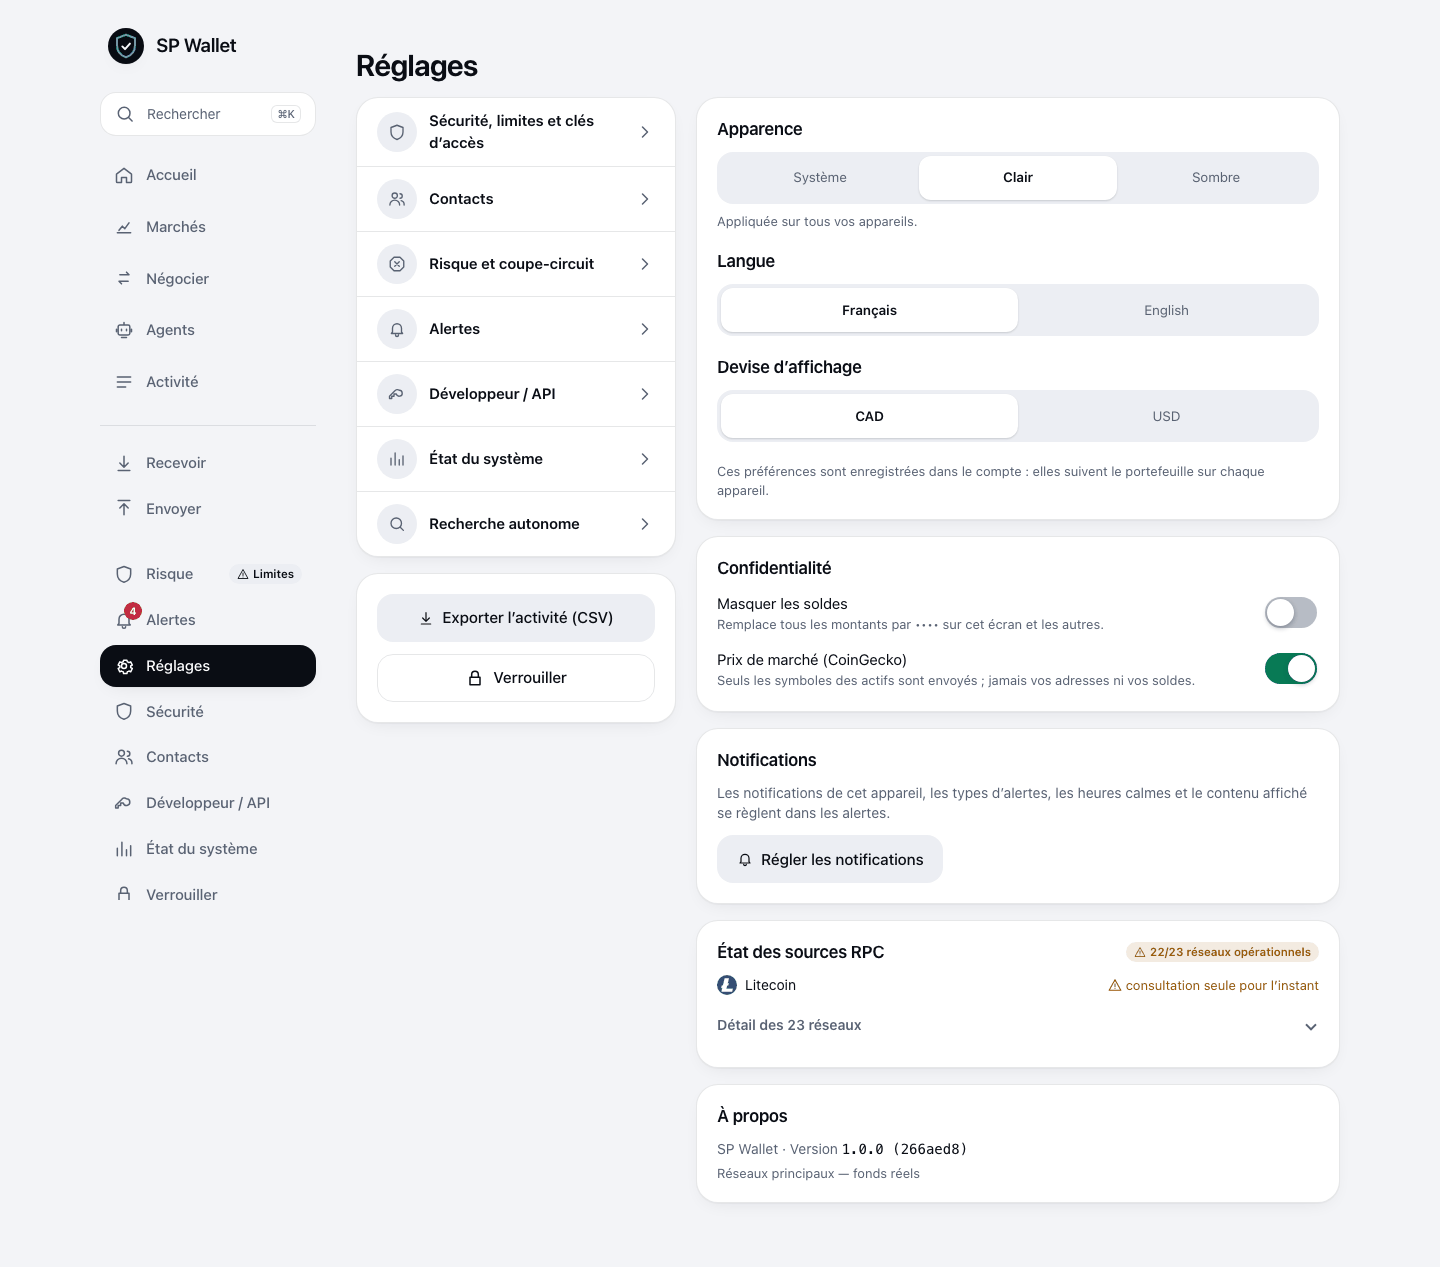 SP Wallet
Rechercher ⌘K
Accueil
Marchés
Négocier
Agents
Activité
Recevoir
Envoyer
Risque Limites
4
Alertes
Réglages
Sécurité
Contacts
Développeur / API
État du système
Verrouiller
Réglages
Sécurité, limites et clés
d’accès
Contacts
Risque et coupe-circuit
Alertes
Développeur / API
État du système
Recherche autonome
Exporter l’activité (CSV)
Verrouiller
Apparence
Système Clair Sombre
Appliquée sur tous vos appareils.
Langue
Français English
Devise d’affichage
CAD USD
Ces préférences sont enregistrées dans le compte : elles suivent le portefeuille sur chaque
appareil.
Confidentialité
Masquer les soldes
Remplace tous les montants par •••• sur cet écran et les autres.
Prix de marché (CoinGecko)
Seuls les symboles des actifs sont envoyés ; jamais vos adresses ni vos soldes.
Notifications
Les notifications de cet appareil, les types d’alertes, les heures calmes et le contenu affiché
se règlent dans les alertes.
Régler les notifications
État des sources RPC 22/23 réseaux opérationnels
Litecoin consultation seule pour l’instant
Détail des 23 réseaux
À propos
SP Wallet · Version 1.0.0 (266aed8)
Réseaux principaux — fonds réels